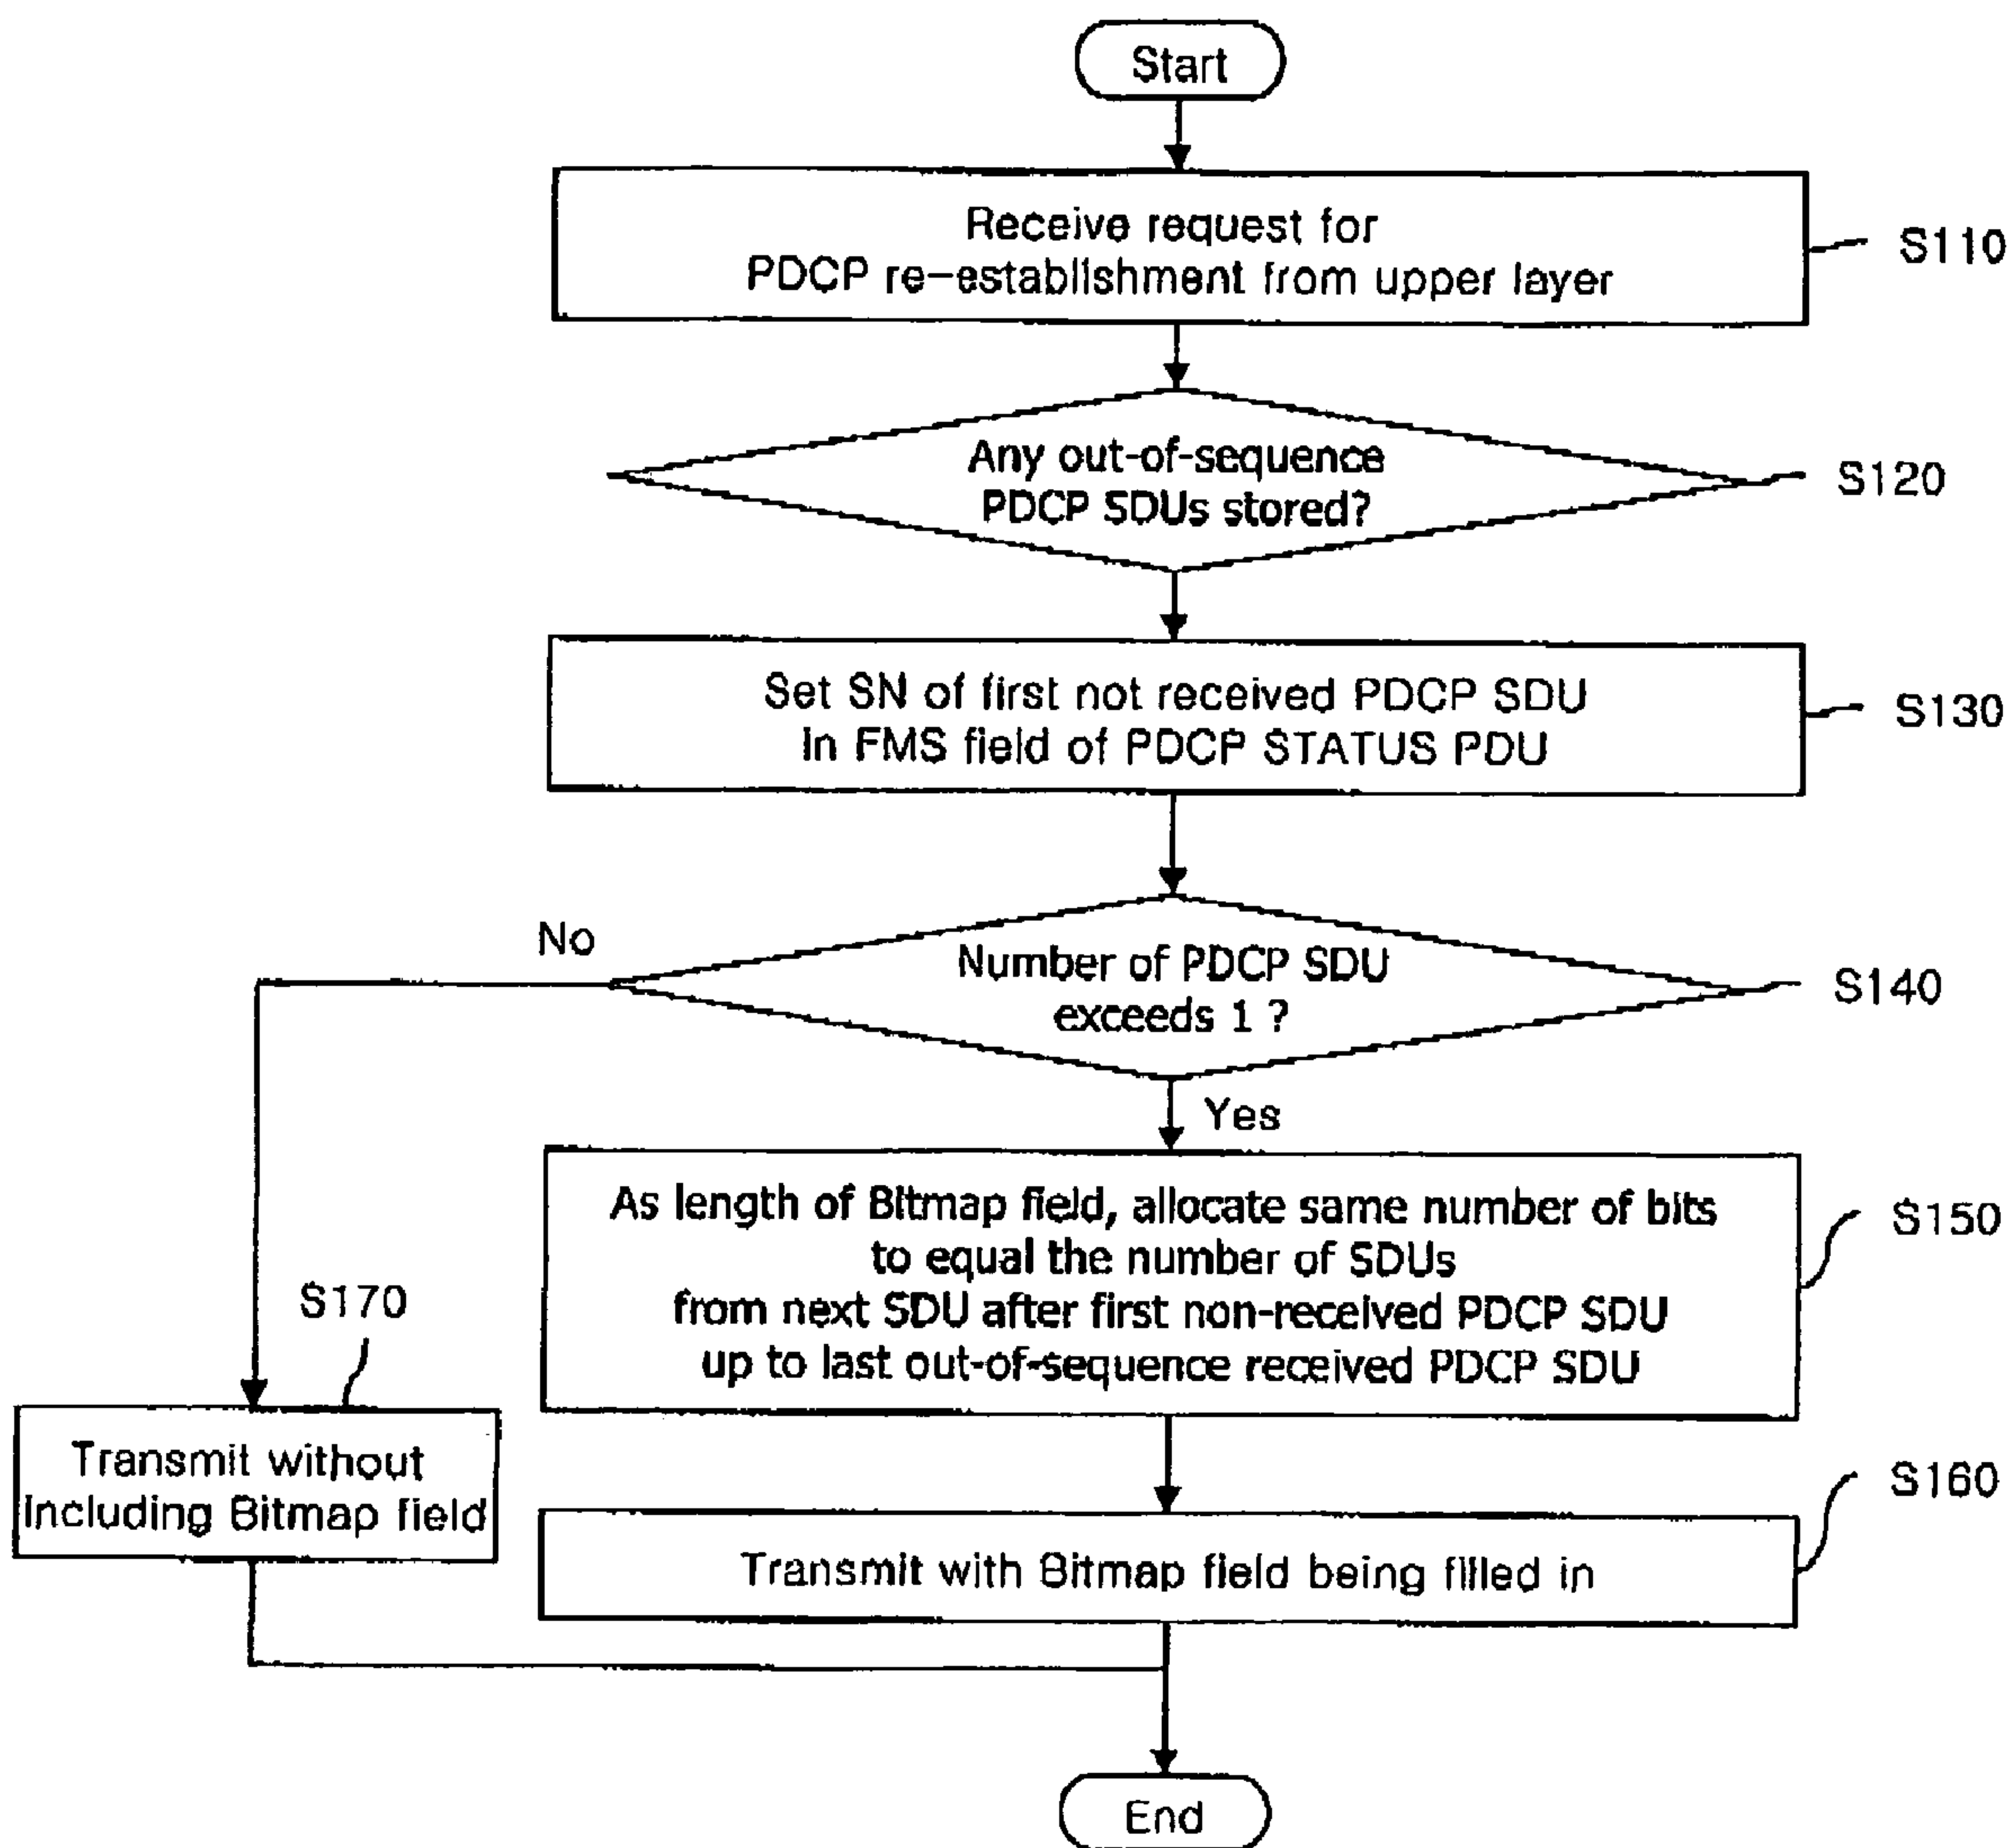 Start
Receive request for
PDCP re-establishment from upper layer
S110
Any out-of-sequence
PDCP SDUs stored?
S120
Set SN of first not received PDCP SDU
in FMS field of PDCP STATUS PDU
S130
No
Number of PDCP SDU
exceeds 1 ?
S140
Yes
As length of Bitmap field, allocate same number of bits
to equal the number of SDUs
from next SDU after first non-received PDCP SDU
up to last out-of-sequence received PDCP SDU
S150
S170
Transmit without
Including Bitmap field
Transmit with Bitmap field being filled in
S160
End